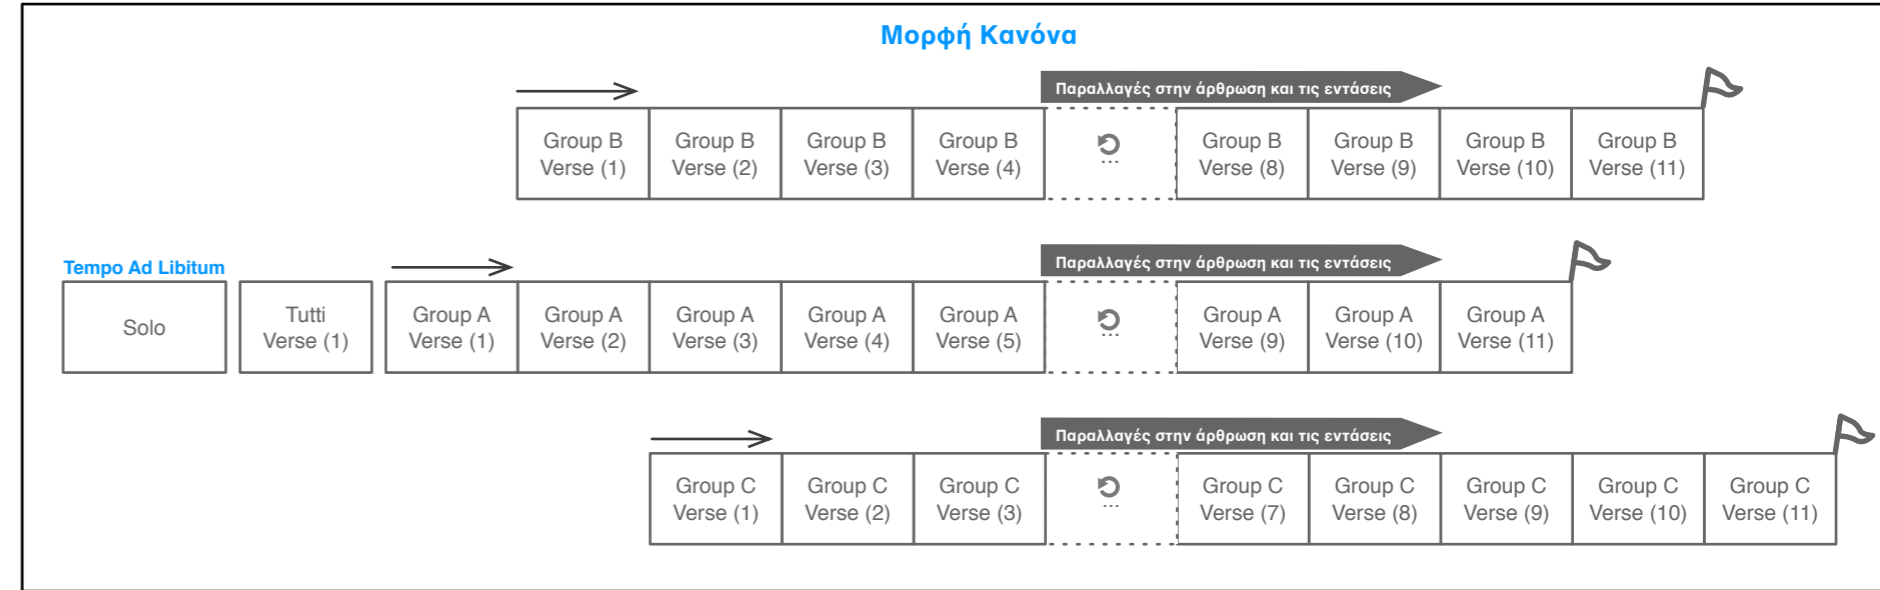 Μορφή Κανόνα
Παραλλαγές στην άρθρωση και τις εντάσεις
Group B
Verse (1)
Group B
Verse (2)
Group B
Verse (3)
Group B
Verse (4)
...
Group B
Verse (8)
Group B
Verse (9)
Group B
Verse (10)
Group B
Verse (11)
Tempo Ad Libitum
Παραλλαγές στην άρθρωση και τις εντάσεις
Solo
Tutti
Verse (1)
Group A
Verse (1)
Group A
Verse (2)
Group A
Verse (3)
Group A
Verse (4)
Group A
Verse (5)
...
Group A
Verse (9)
Group A
Verse (10)
Group A
Verse (11)
Παραλλαγές στην άρθρωση και τις εντάσεις
Group C
Verse (1)
Group C
Verse (2)
Group C
Verse (3)
...
Group C
Verse (7)
Group C
Verse (8)
Group C
Verse (9)
Group C
Verse (10)
Group C
Verse (11)